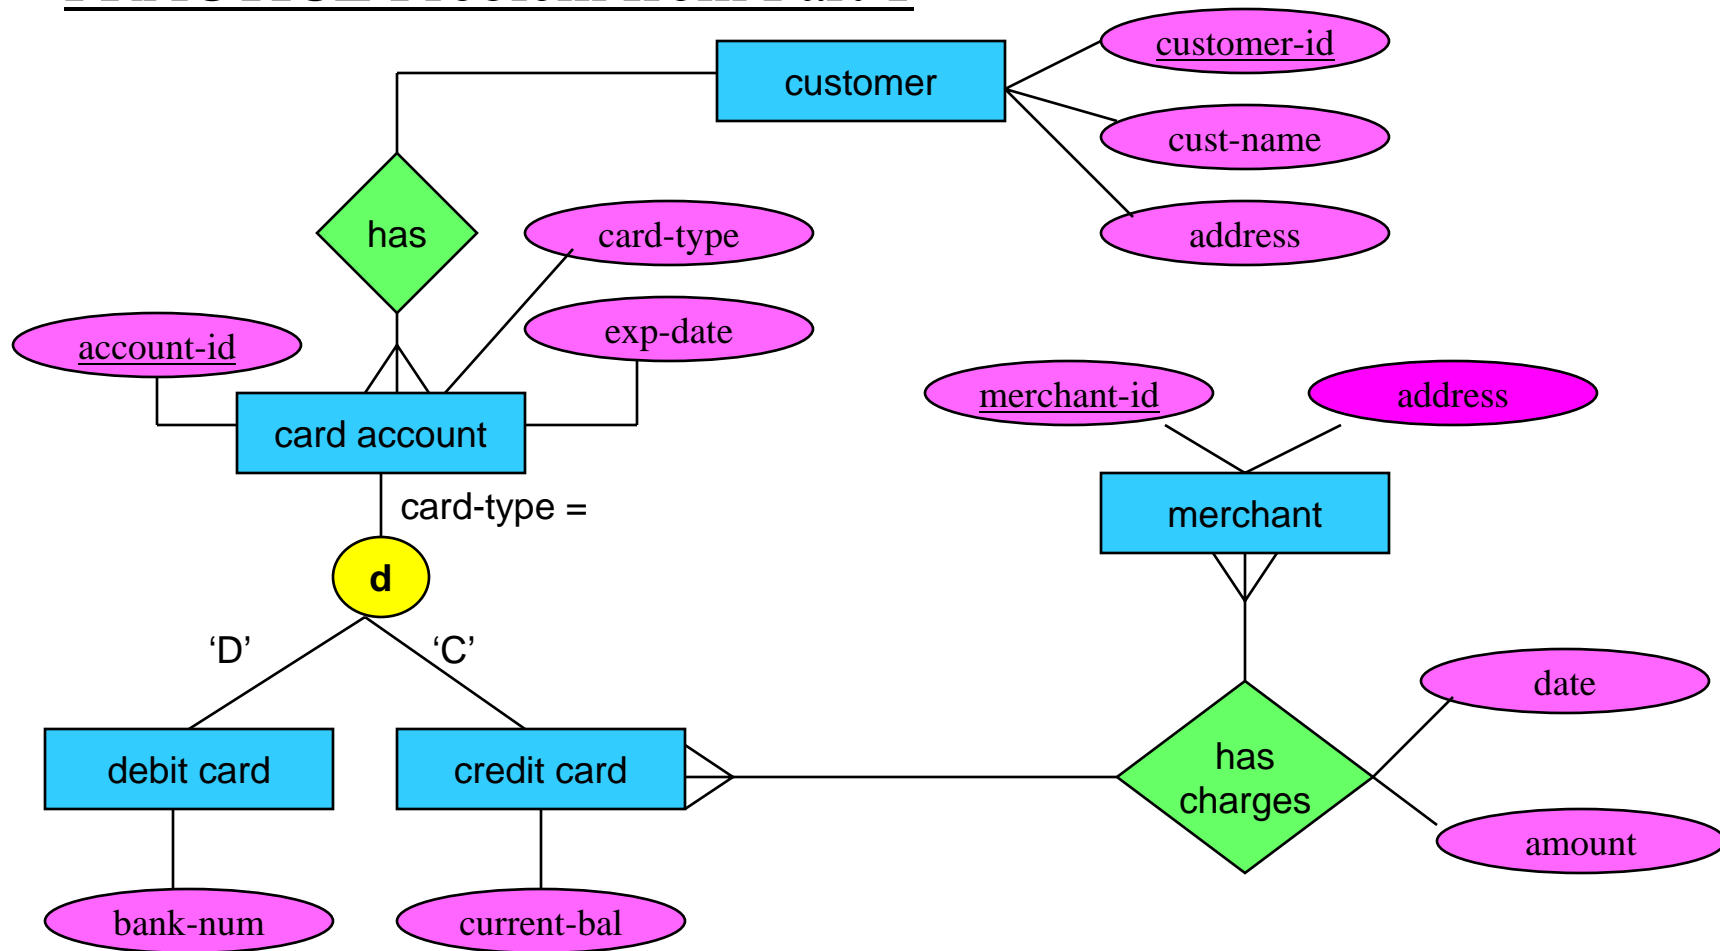 customer
customer-id
cust-name
address
has
card-type
exp-date
account-id
card account
merchant-id
address
merchant
card-type =
d
‘D’
‘C’
debit card
credit card
has
charges
date
amount
bank-num
current-bal